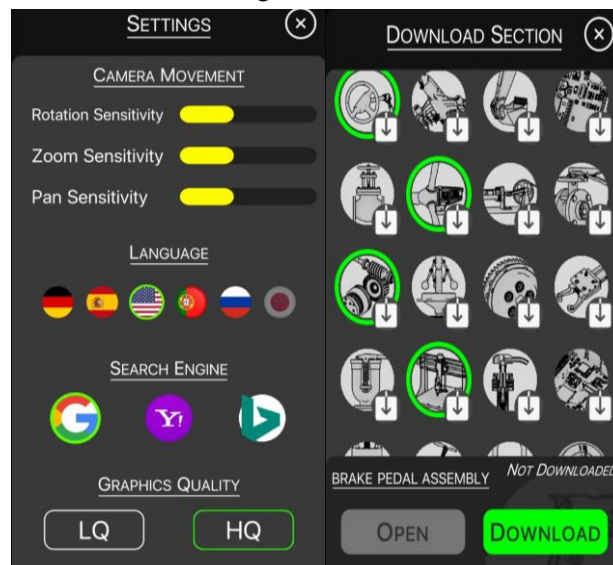 SETTINGS
CAMERA MOVEMENT
Rotation Sensitivity
Zoom Sensitivity
Pan Sensitivity
LANGUAGE
SEARCH ENGINE
Y!
GRAPHICS QUALITY
LQ
HQ
DOWNLOAD SECTION
BRAKE PEDAL ASSEMBLY
NOT DOWNLOADED
OPEN
DOWNLOAD